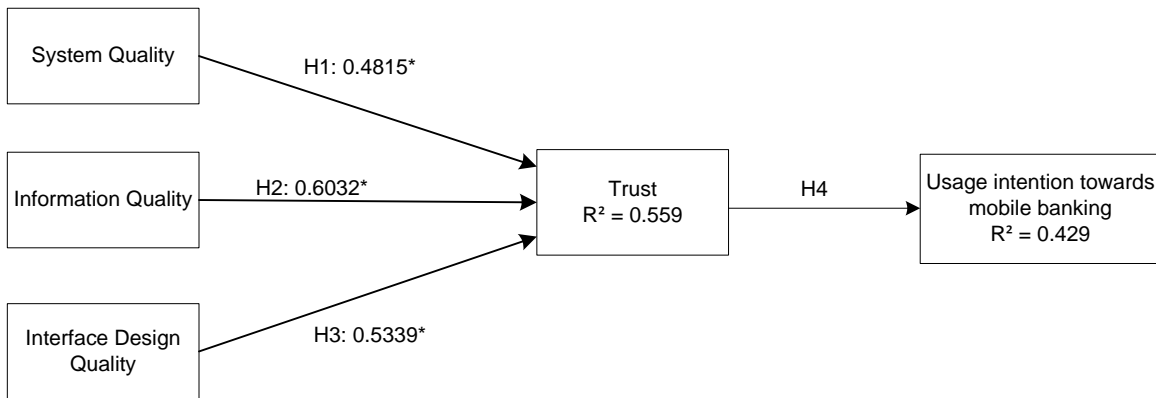 System Quality
H1: 0.4815*
Information Quality
H2: 0.6032*
Trust
R² = 0.559
H4
Usage intention towards
mobile banking
R² = 0.429
Interface Design
Quality
H3: 0.5339*